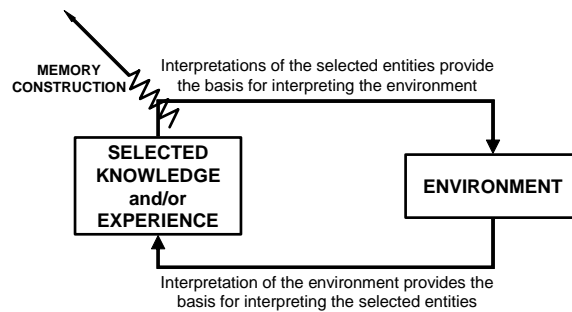 Interpretations of the selected entities provide
the basis for interpreting the environment
MEMORY
CONSTRUCTION
SELECTED
KNOWLEDGE
and/or
EXPERIENCE
ENVIRONMENT
Interpretation of the environment provides the
basis for interpreting the selected entities